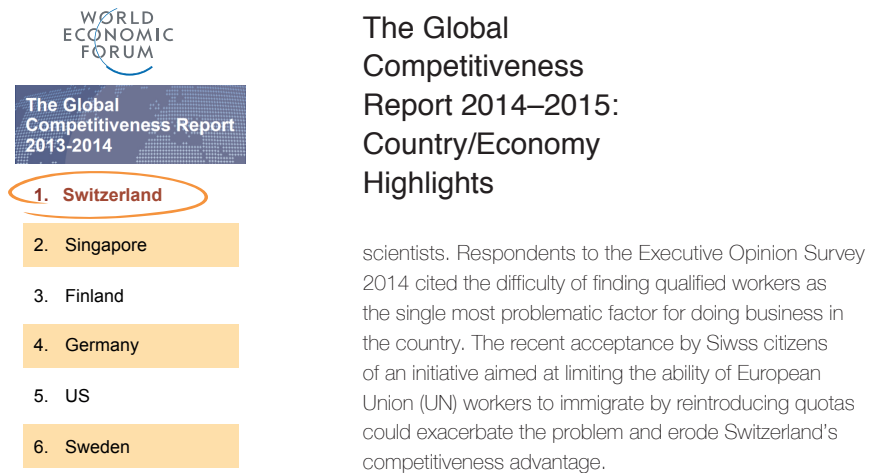 WORLD
ECONOMIC
FORUM
The Global
Competitiveness Report
2013-2014
1. Switzerland
2. Singapore
3. Finland
4. Germany
5. US
6. Sweden
The Global
Competitiveness
Report 2014–2015:
Country/Economy
Highlights
scientists. Respondents to the Executive Opinion Survey
2014 cited the difficulty of finding qualified workers as
the single most problematic factor for doing business in
the country. The recent acceptance by Siwss citizens
of an initiative aimed at limiting the ability of European
Union (UN) workers to immigrate by reintroducing quotas
could exacerbate the problem and erode Switzerland’s
competitiveness advantage.